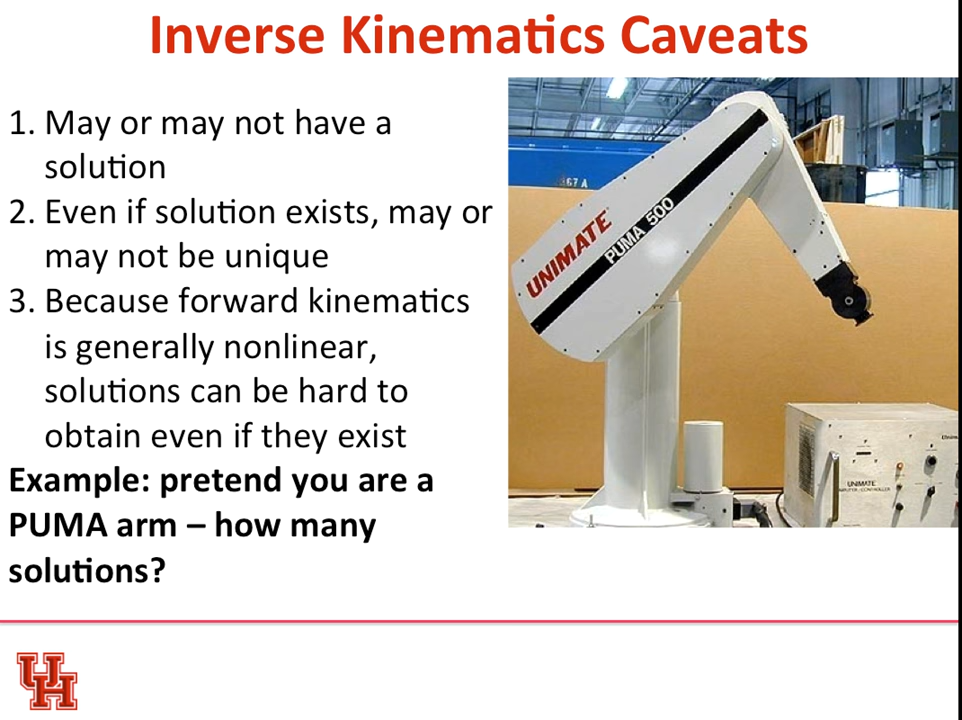 Inverse Kinematics Caveats
1. May or may not have a
solution
2. Even if solution exists, may or
may not be unique
3. Because forward kinematics
is generally nonlinear,
solutions can be hard to
obtain even if they exist
Example: pretend you are a
PUMA arm – how many
solutions?
67 A
UNIMATE
PUMA 500
UNIMATE
UH